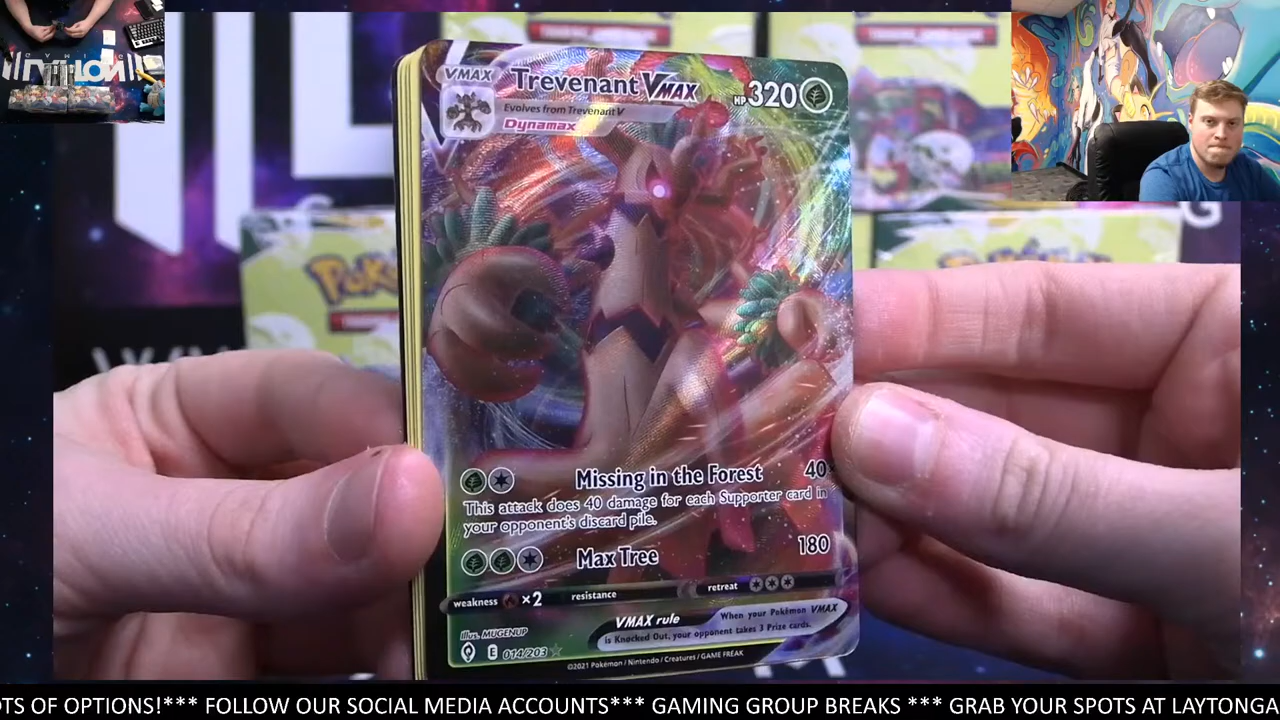 VMAX
Trevenant VMAX
HP 320
Evolves from Trevenant V
Dynamax
Missing in the Forest 40×
This attack does 40 damage for each Supporter card in
your opponent's discard pile.
Max Tree 180
weakness ×2 resistance retreat
VMAX rule When your Pokémon VMAX
is Knocked Out, your opponent takes 3 Prize cards.
Illus. MUGENUP
E 014/203
©2021 Pokémon / Nintendo / Creatures / GAME FREAK
OTS OF OPTIONS!*** FOLLOW OUR SOCIAL MEDIA ACCOUNTS*** GAMING GROUP BREAKS *** GRAB YOUR SPOTS AT LAYTONGA